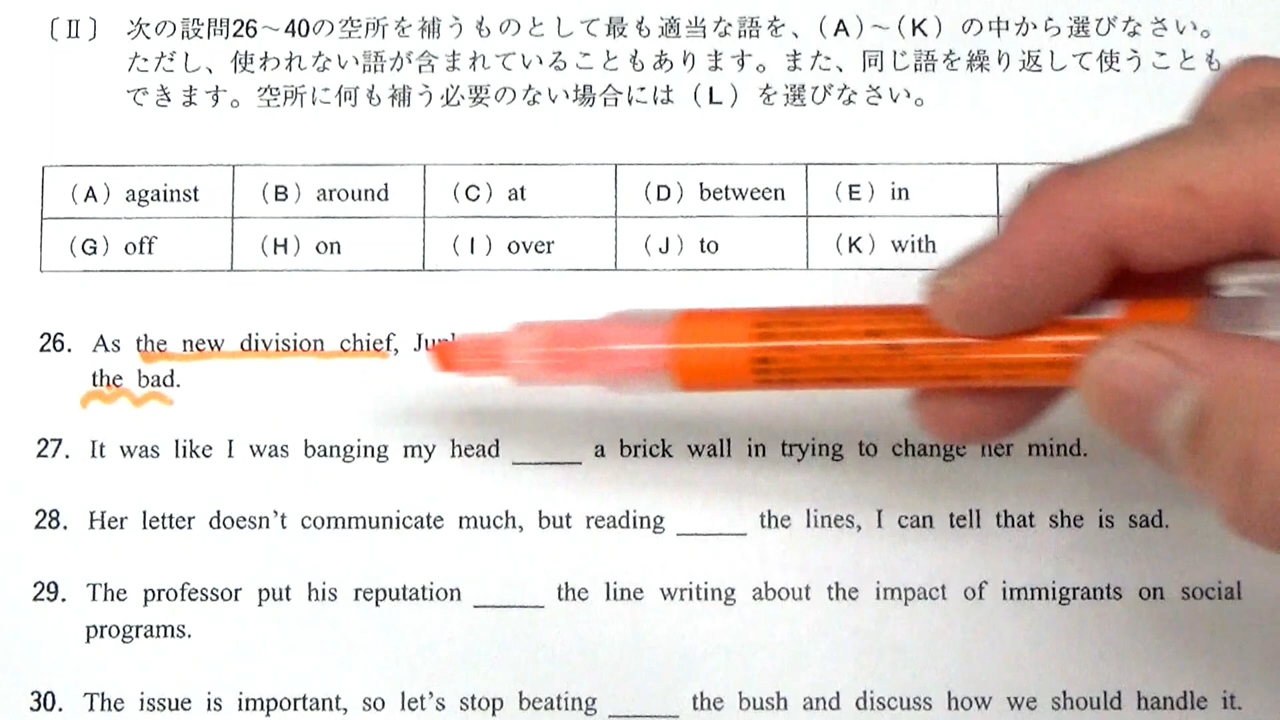 〔Ⅱ〕 次の設問26～40の空所を補うものとして最も適当な語を、(A)～(K) の中から選びなさい。
ただし、使われない語が含まれていることもあります。また、同じ語を繰り返して使うことも
できます。空所に何も補う必要のない場合には (L) を選びなさい。
(A) against (B) around (C) at (D) between (E) in
(G) off (H) on (I) over (J) to (K) with
26. As the new division chief,
the bad.
27. It was like I was banging my head _____ a brick wall in trying to change her mind.
28. Her letter doesn't communicate much, but reading _____ the lines, I can tell that she is sad.
29. The professor put his reputation _____ the line writing about the impact of immigrants on social
programs.
30. The issue is important, so let's stop beating _____ the bush and discuss how we should handle it.